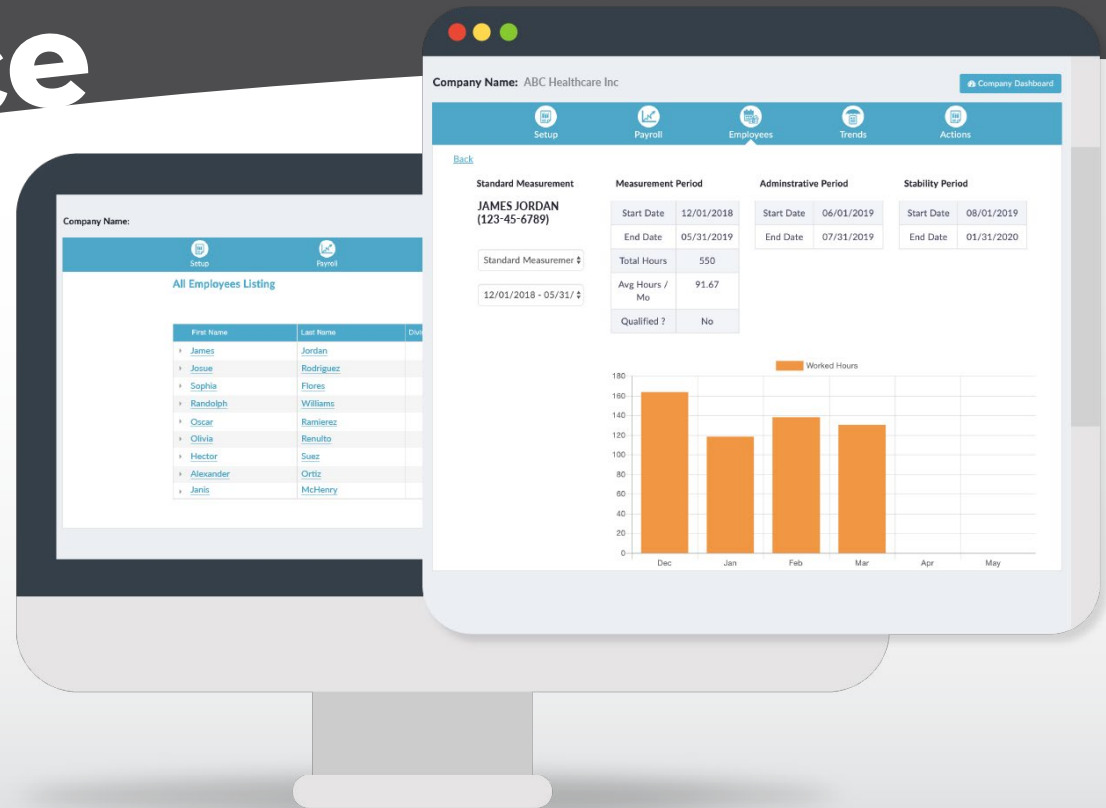 Company Name: ABC Healthcare Inc
Company Dashboard
Setup Payroll Employees Trends Actions
Back
Standard Measurement
JAMES JORDAN
(123-45-6789)
Standard Measuremer
12/01/2018 - 05/31/
Measurement Period
Start Date 12/01/2018
End Date 05/31/2019
Total Hours 550
Avg Hours /
Mo
91.67
Qualified ? No
Adminstrative Period
Start Date 06/01/2019
End Date 07/31/2019
Stability Period
Start Date 08/01/2019
End Date 01/31/2020
Worked Hours
180
160
140
120
100
80
60
40
20
0
Dec Jan Feb Mar Apr May
Company Name:
Setup Payroll
All Employees Listing
First Name Last Name
James Jordan
Josue Rodriguez
Sophia Flores
Randolph Williams
Oscar Ramierez
Olivia Renulto
Hector Suez
Alexander Ortiz
Janis McHenry